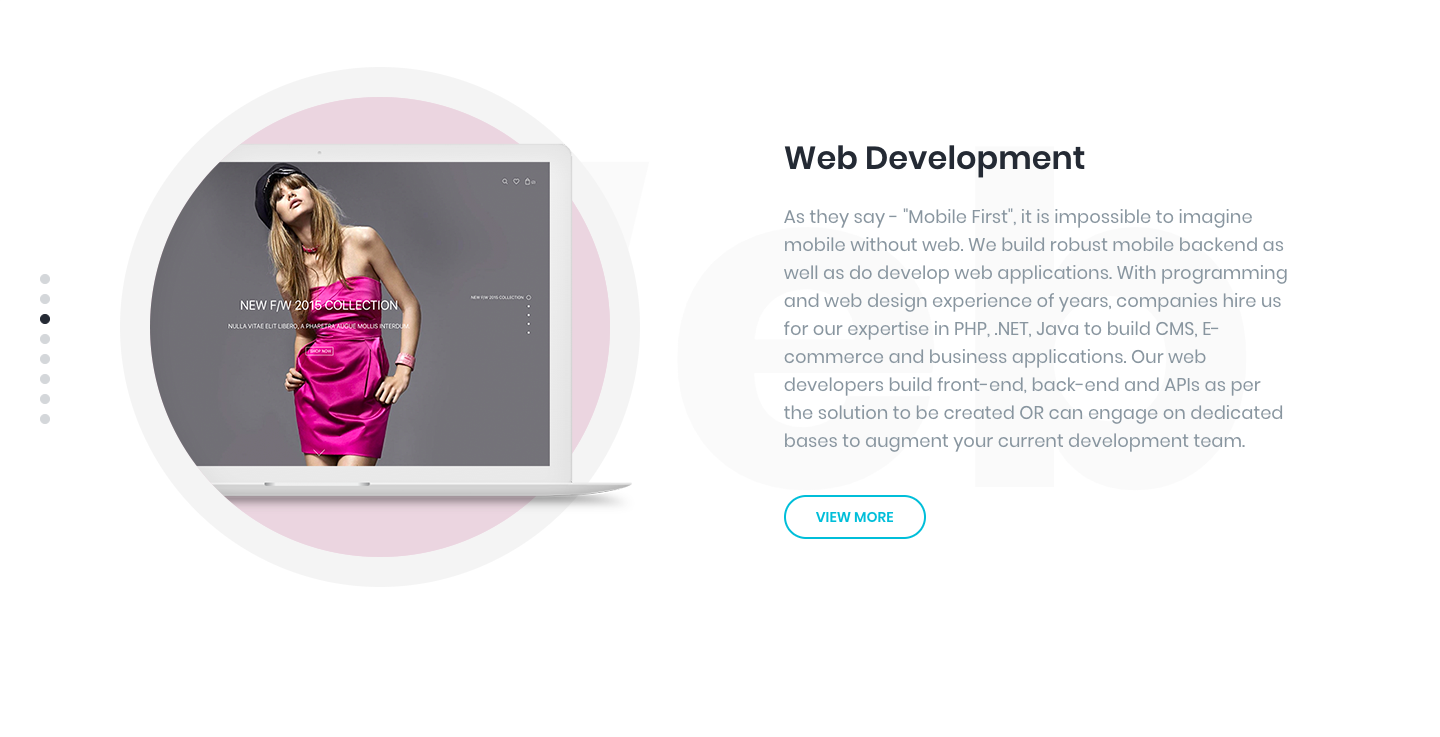 Web Development
As they say - "Mobile First", it is impossible to imagine
mobile without web. We build robust mobile backend as
well as do develop web applications. With programming
and web design experience of years, companies hire us
for our expertise in PHP, .NET, Java to build CMS, E-
commerce and business applications. Our web
developers build front-end, back-end and APIs as per
the solution to be created OR can engage on dedicated
bases to augment your current development team.
VIEW MORE
NEW F/W 2015 COLLECTION
NULLA VITAE ELIT LIBERO, A PHARETRA AUGUE MOLLIS INTERDUM
SHOP NOW
NEW F/W 2015 COLLECTION